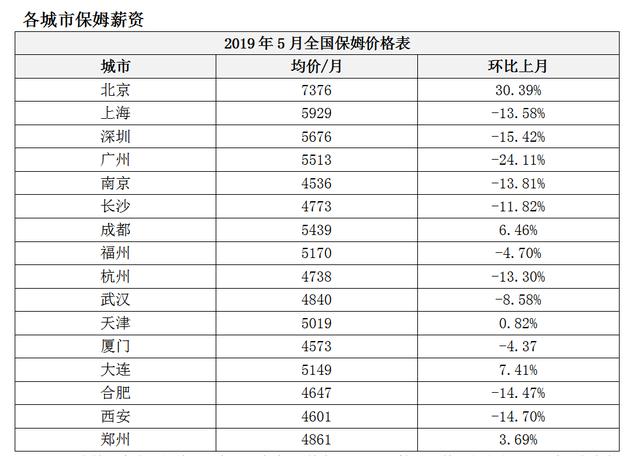 各城市保姆薪资
2019年5月全国保姆价格表
城市 均价/月 环比上月
北京 7376 30.39%
上海 5929 -13.58%
深圳 5676 -15.42%
广州 5513 -24.11%
南京 4536 -13.81%
长沙 4773 -11.82%
成都 5439 6.46%
福州 5170 -4.70%
杭州 4738 -13.30%
武汉 4840 -8.58%
天津 5019 0.82%
厦门 4573 -4.37
大连 5149 7.41%
合肥 4647 -14.47%
西安 4601 -14.70%
郑州 4861 3.69%